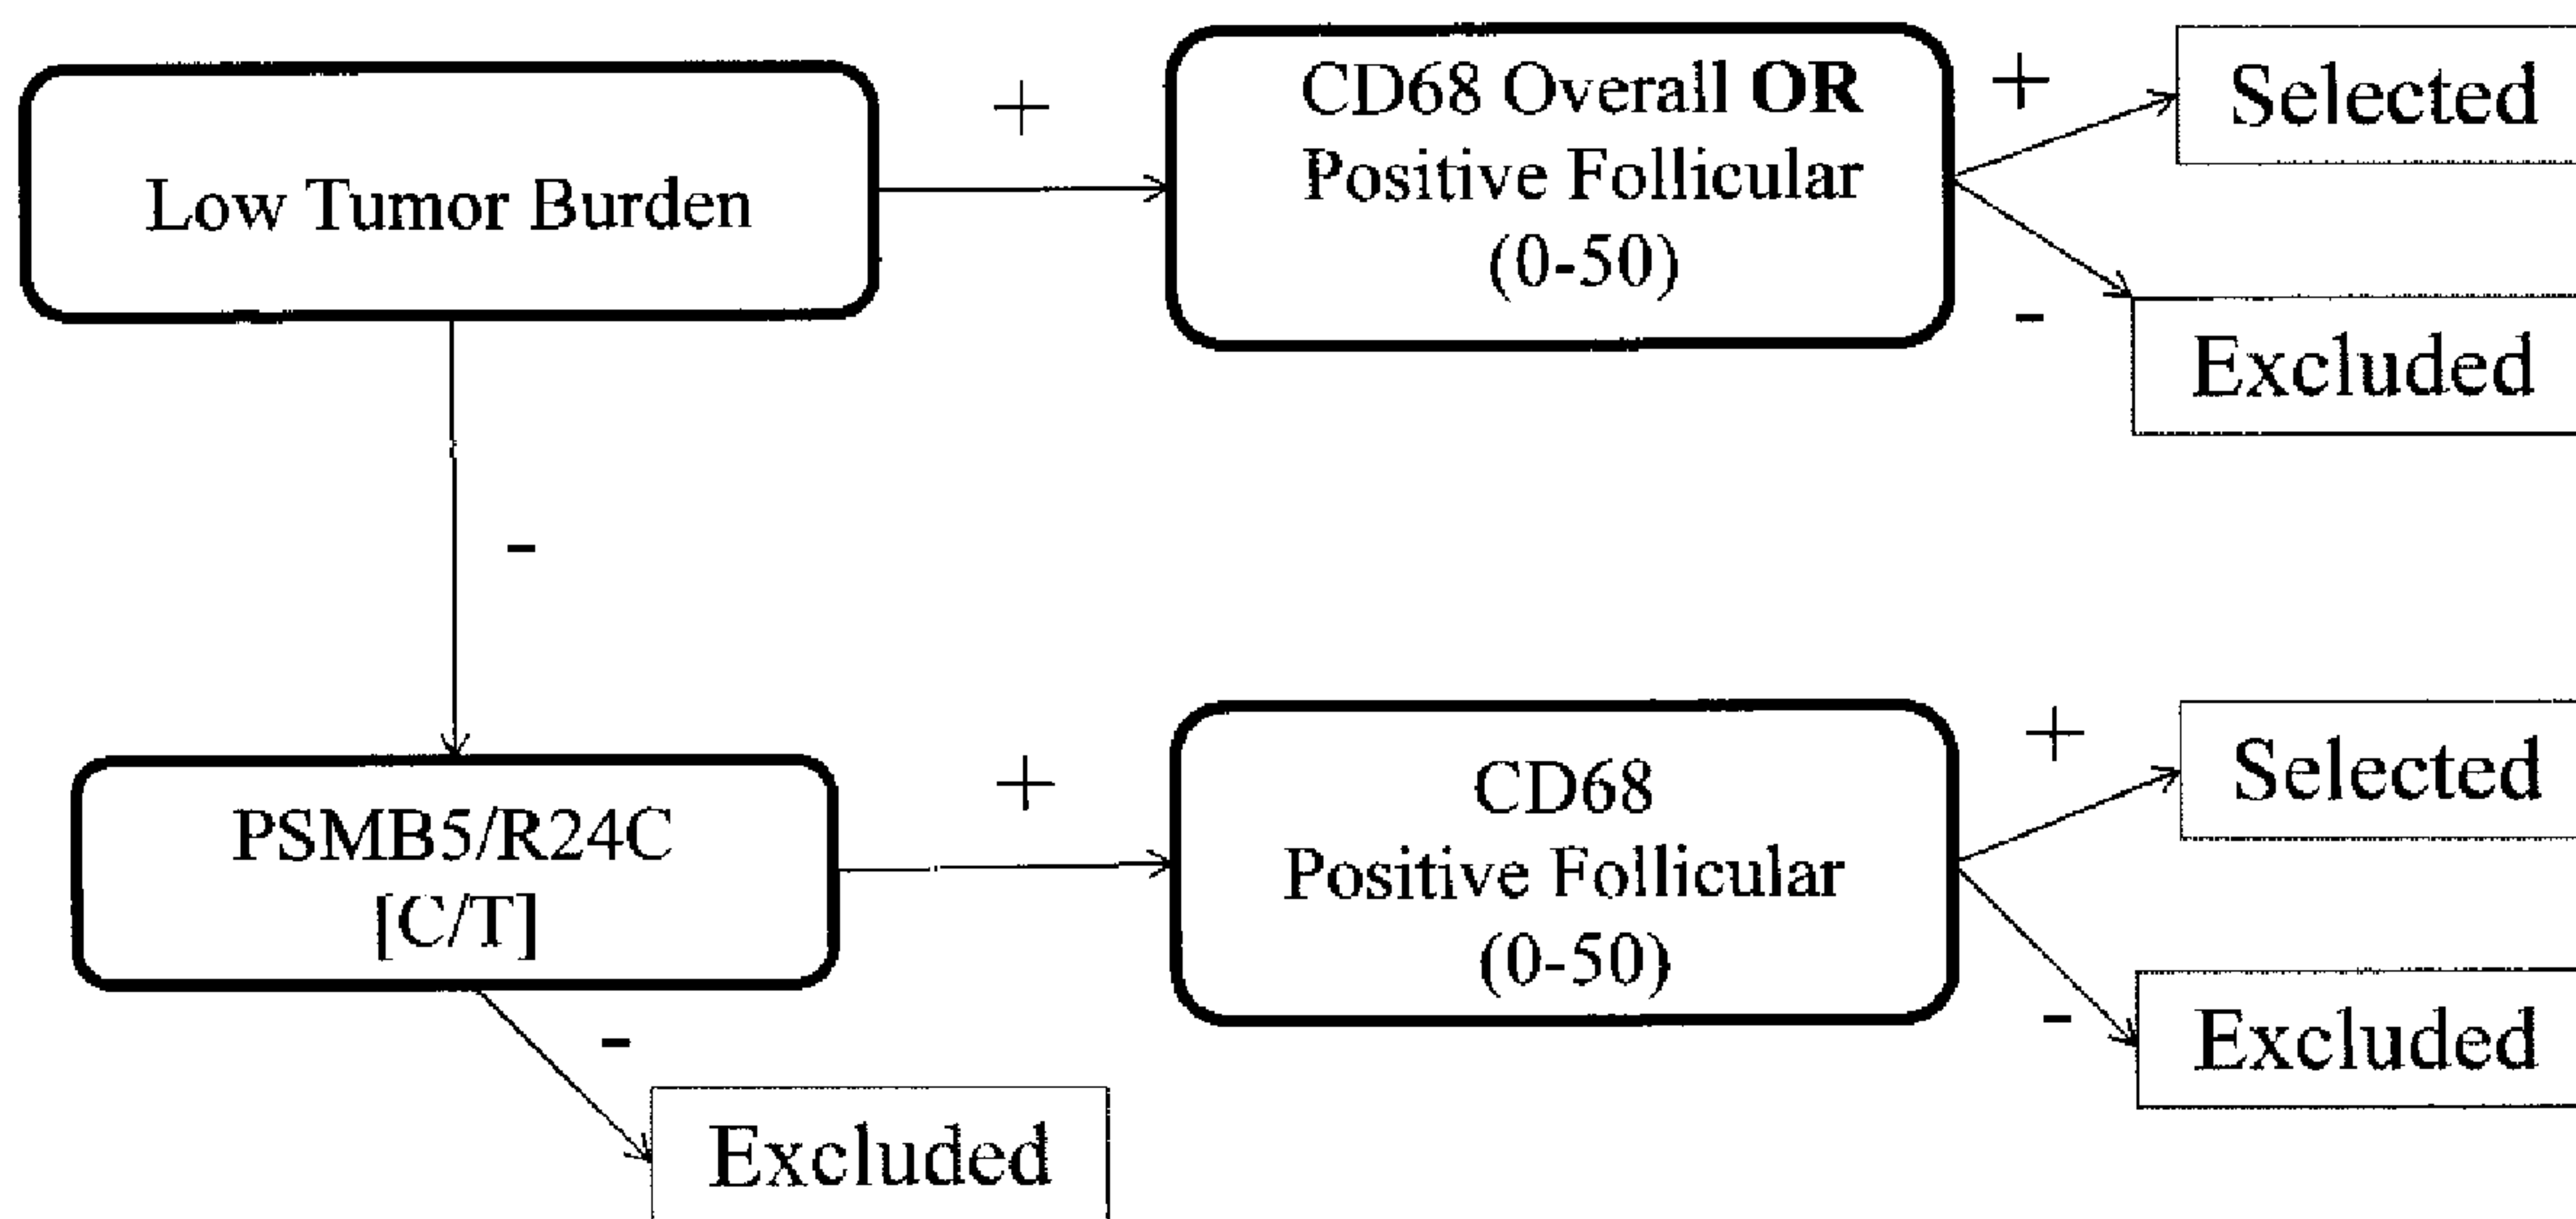 Low Tumor Burden
+
CD68 Overall OR
Positive Follicular
(0-50)
+
Selected
-
Excluded
-
PSMB5/R24C
[C/T]
+
CD68
Positive Follicular
(0-50)
+
Selected
-
Excluded
-
Excluded